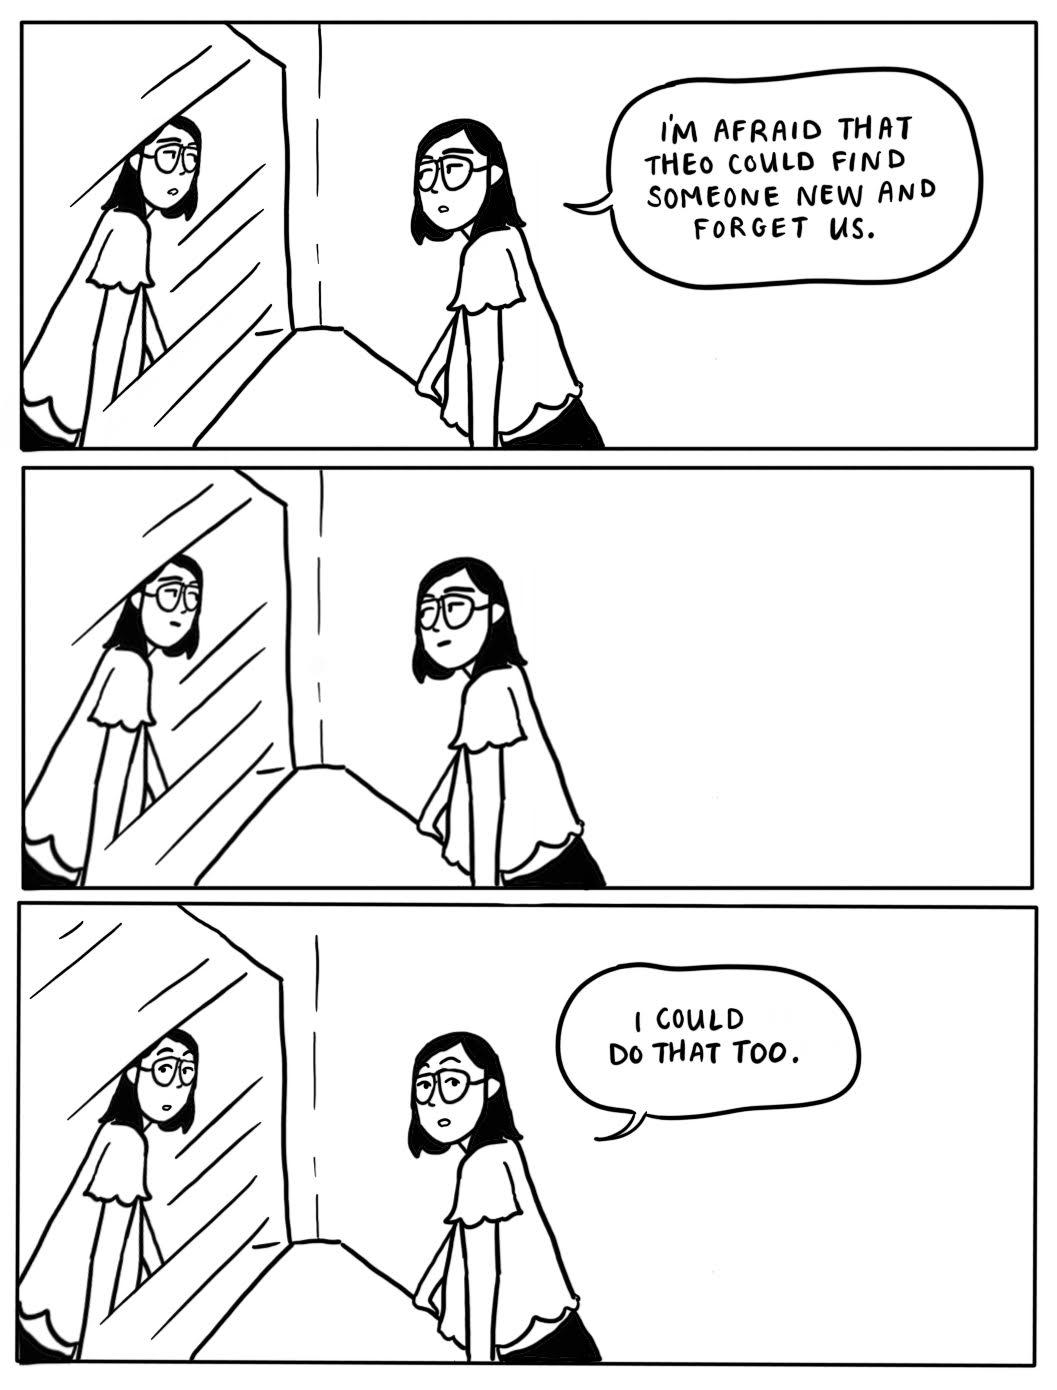 I'M AFRAID THAT
THEO COULD FIND
SOMEONE NEW AND
FORGET US.
I COULD
DO THAT TOO.